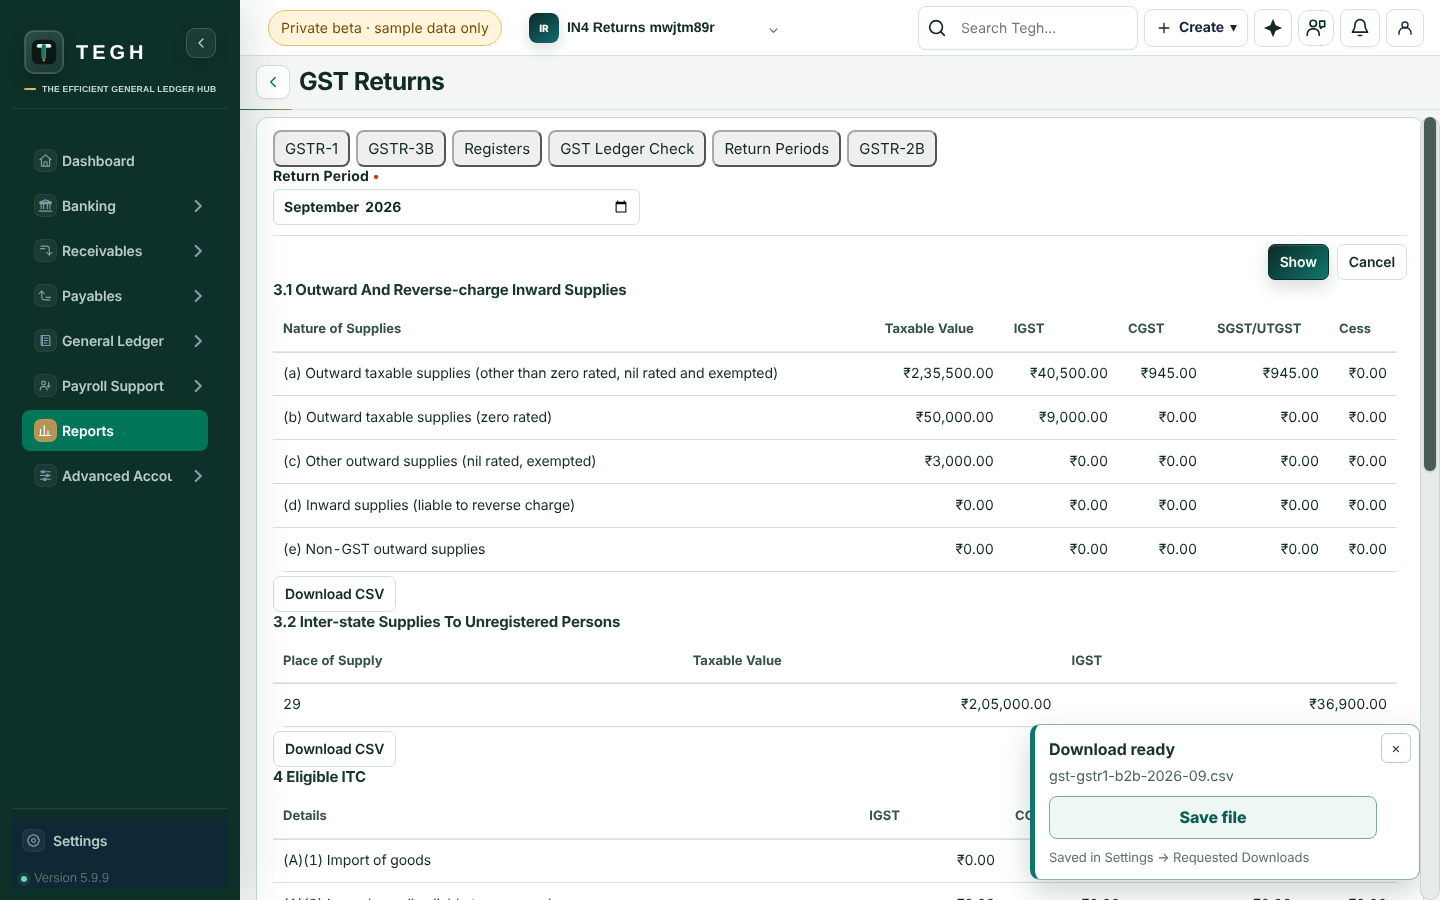 TEGH
THE EFFICIENT GENERAL LEDGER HUB
Dashboard
Banking
Receivables
Payables
General Ledger
Payroll Support
Reports
Advanced Accou
Settings
Version 5.9.9
Private beta · sample data only
IR
IN4 Returns mwjtm89r
Search Tegh...
Create
GST Returns
GSTR-1 GSTR-3B Registers GST Ledger Check Return Periods GSTR-2B
Return Period
September 2026
Show Cancel
3.1 Outward And Reverse-charge Inward Supplies
Nature of Supplies Taxable Value IGST CGST SGST/UTGST Cess
(a) Outward taxable supplies (other than zero rated, nil rated and exempted) ₹2,35,500.00 ₹40,500.00 ₹945.00 ₹945.00 ₹0.00
(b) Outward taxable supplies (zero rated) ₹50,000.00 ₹9,000.00 ₹0.00 ₹0.00 ₹0.00
(c) Other outward supplies (nil rated, exempted) ₹3,000.00 ₹0.00 ₹0.00 ₹0.00 ₹0.00
(d) Inward supplies (liable to reverse charge) ₹0.00 ₹0.00 ₹0.00 ₹0.00 ₹0.00
(e) Non-GST outward supplies ₹0.00 ₹0.00 ₹0.00 ₹0.00 ₹0.00
Download CSV
3.2 Inter-state Supplies To Unregistered Persons
Place of Supply Taxable Value IGST
29 ₹2,05,000.00 ₹36,900.00
Download CSV
4 Eligible ITC
Details IGST
(A)(1) Import of goods ₹0.00
Download ready
×
gst-gstr1-b2b-2026-09.csv
Save file
Saved in Settings → Requested Downloads